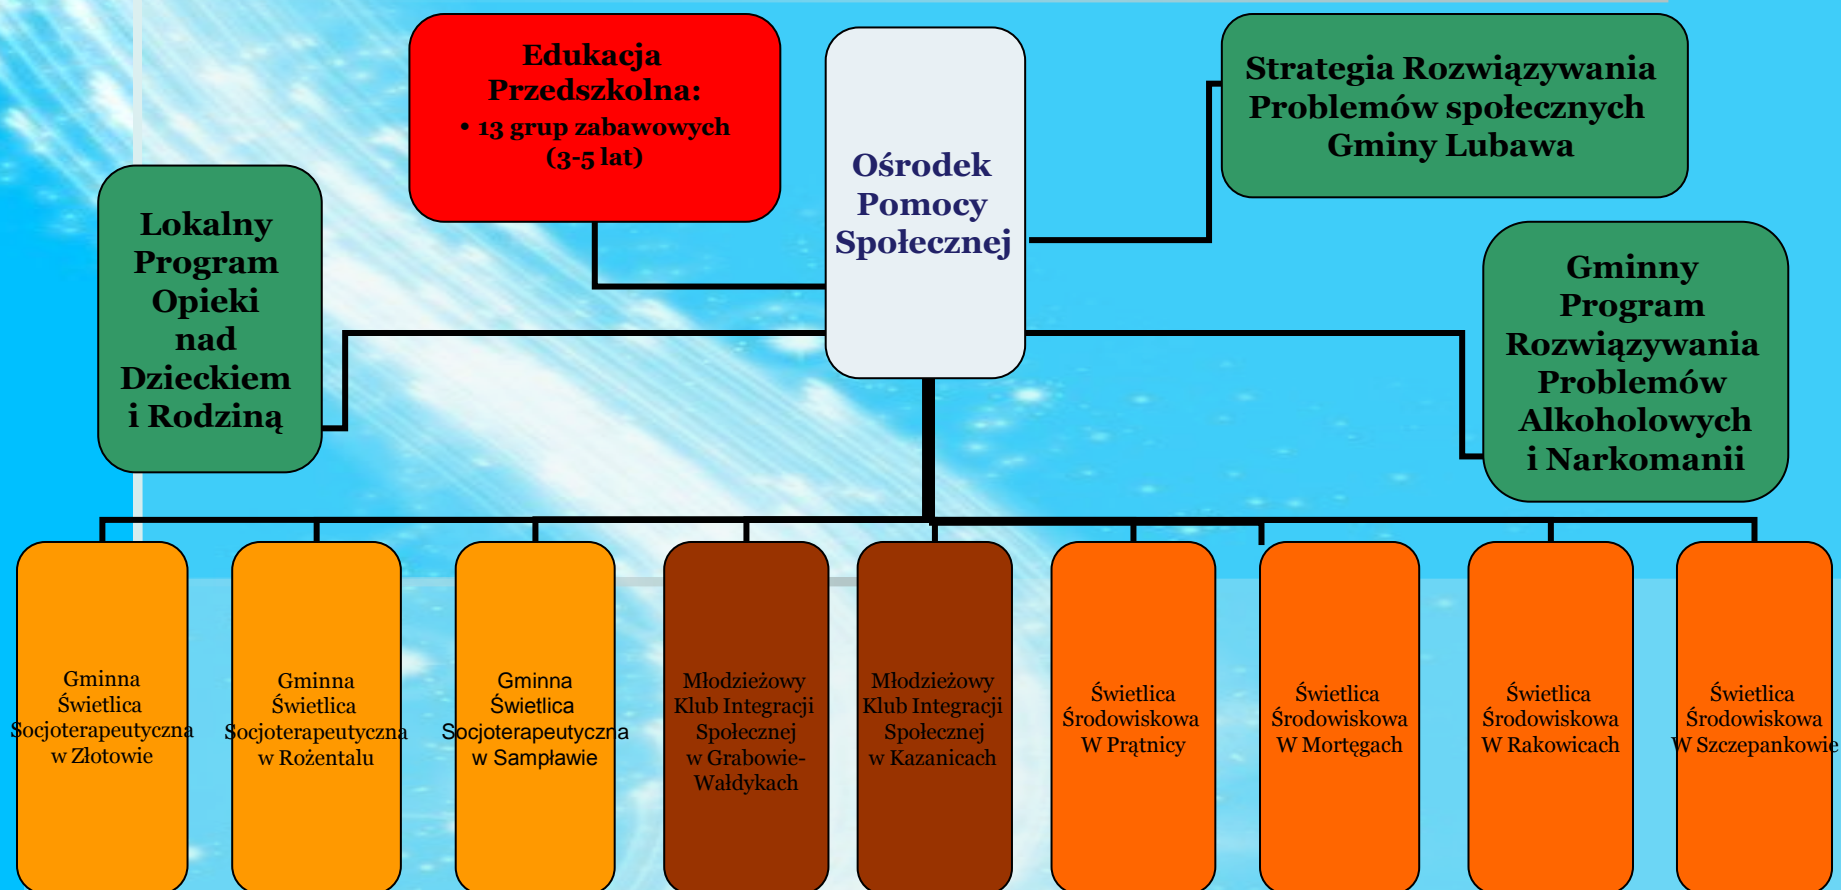 Edukacja
Przedszkolna:
• 13 grup zabawowych
(3-5 lat)
Ośrodek
Pomocy
Społecznej
Strategia Rozwiązywania
Problemów społecznych
Gminy Lubawa
Lokalny
Program
Opieki
nad
Dzieckiem
i Rodziną
Gminny
Program
Rozwiązywania
Problemów
Alkoholowych
i Narkomanii
Gminna
Świetlica
Socjoterapeutyczna
w Złotowie
Gminna
Świetlica
Socjoterapeutyczna
w Rożentalu
Gminna
Świetlica
Socjoterapeutyczna
w Sampławie
Młodzieżowy
Klub Integracji
Społecznej
w Grabowie-
Wałdykach
Młodzieżowy
Klub Integracji
Społecznej
w Kazanicach
Świetlica
Środowiskowa
W Prątnicy
Świetlica
Środowiskowa
W Mortęgach
Świetlica
Środowiskowa
W Rakowicach
Świetlica
Środowiskowa
W Szczepankowie